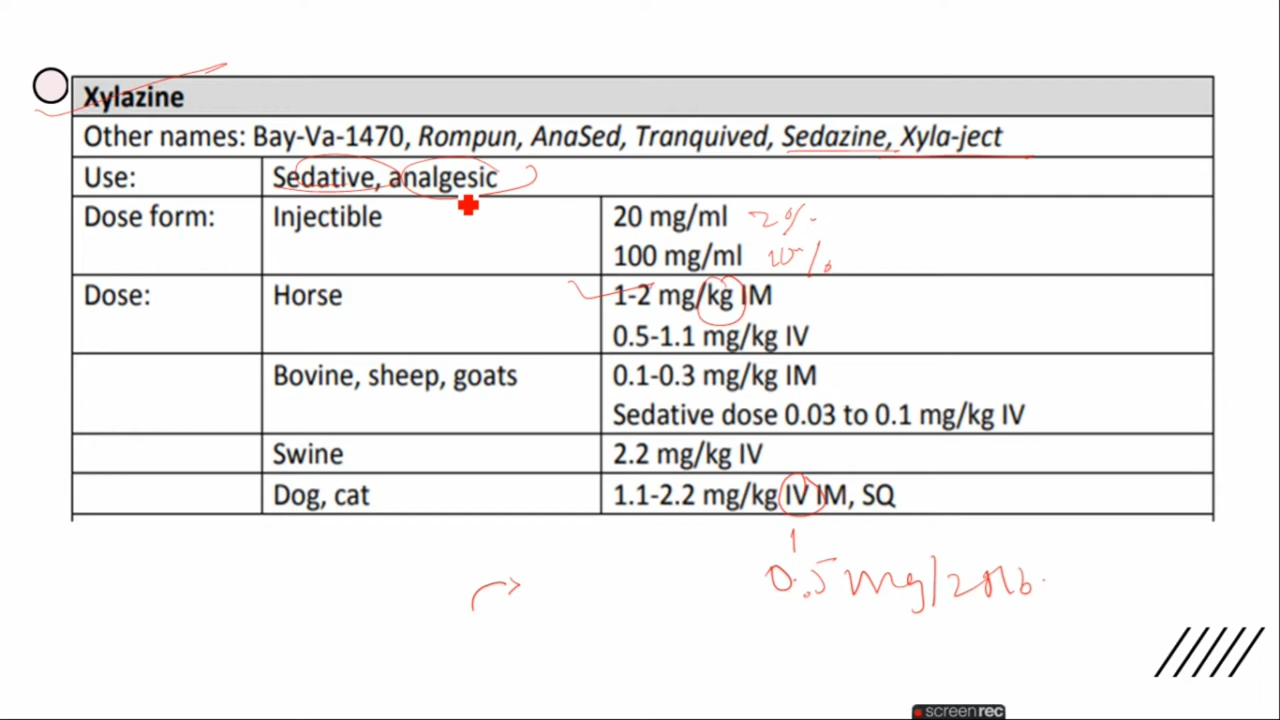 Xylazine
Other names: Bay-Va-1470, Rompun, AnaSed, Tranquived, Sedazine, Xyla-ject
Use: Sedative, analgesic
Dose form: Injectible 20 mg/ml 2%
100 mg/ml 10%
Dose: Horse 1-2 mg/kg IM
0.5-1.1 mg/kg IV
Bovine, sheep, goats 0.1-0.3 mg/kg IM
Sedative dose 0.03 to 0.1 mg/kg IV
Swine 2.2 mg/kg IV
Dog, cat 1.1-2.2 mg/kg IV IM, SQ
0.5 mg/
screenrec